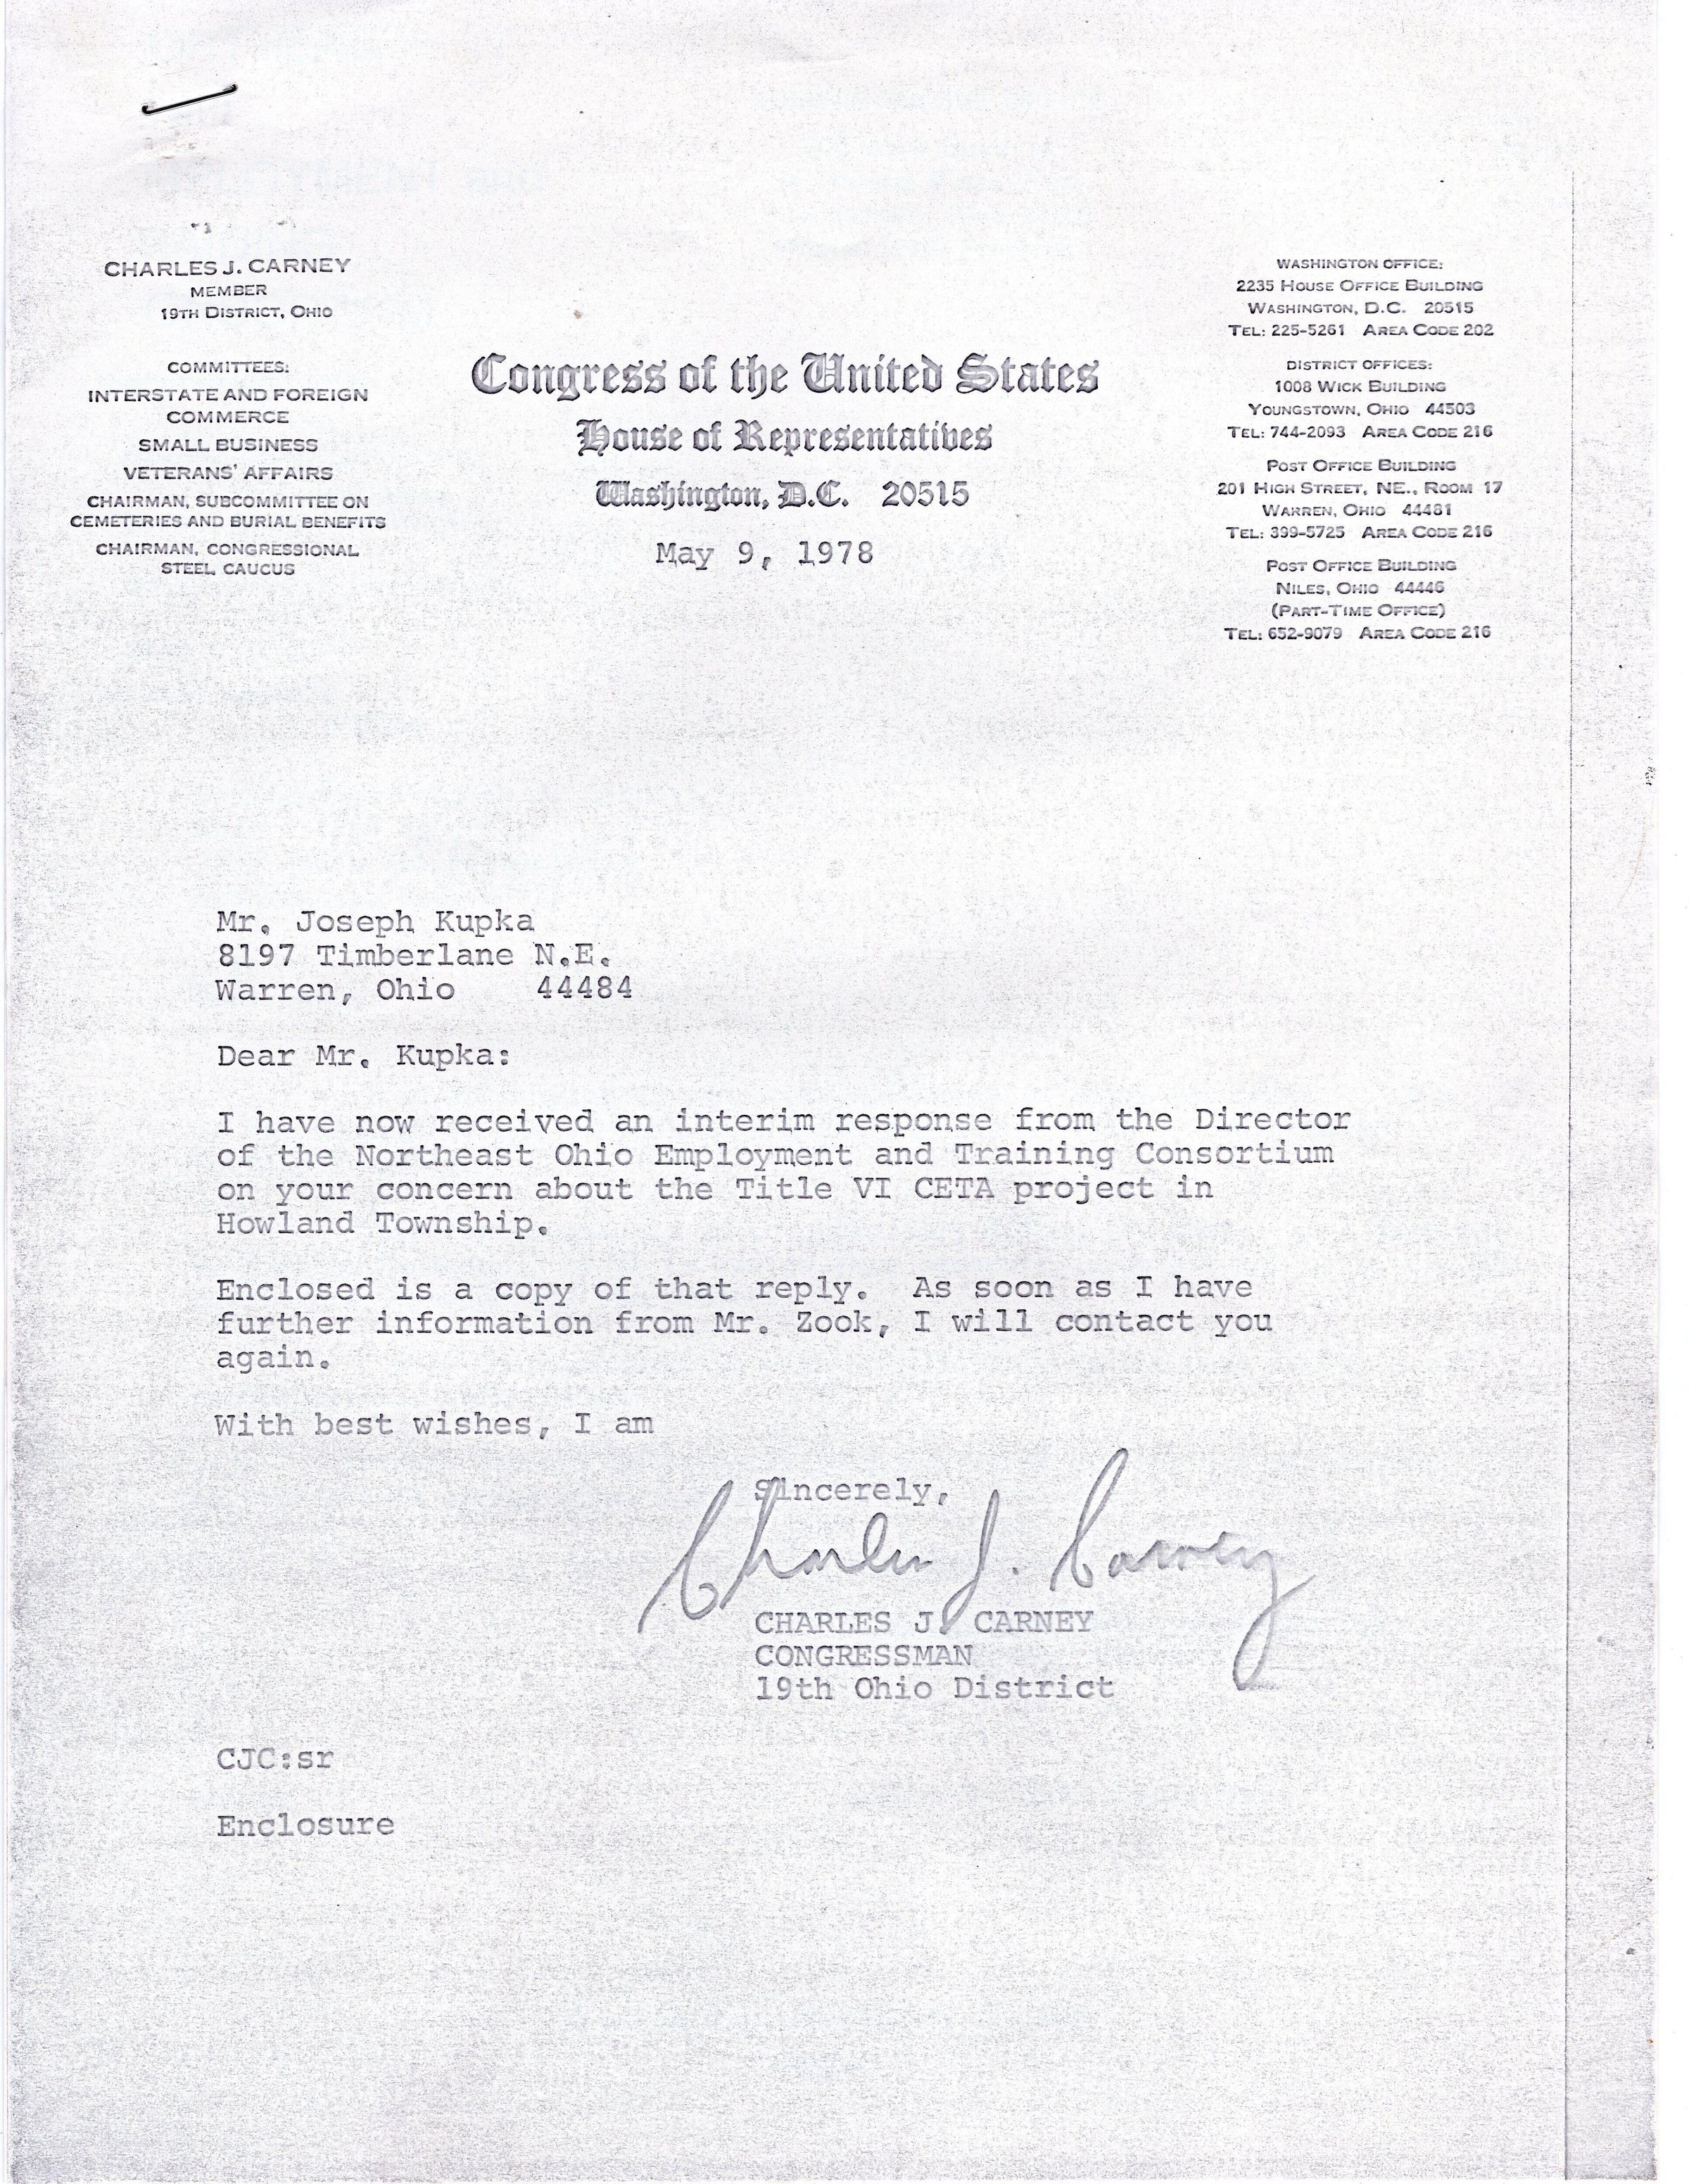 CHARLES J. CARNEY
MEMBER
19TH DISTRICT, OHIO
COMMITTEES:
INTERSTATE AND FOREIGN
COMMERCE
SMALL BUSINESS
VETERANS' AFFAIRS
CHAIRMAN, SUBCOMMITTEE ON
CEMETERIES AND BURIAL BENEFITS
CHAIRMAN, CONGRESSIONAL
STEEL CAUCUS
Congress of the United States
House of Representatives
Washington, D.C. 20515
May 9, 1978
WASHINGTON OFFICE:
2235 HOUSE OFFICE BUILDING
WASHINGTON, D.C. 20515
TEL: 225-5261 AREA CODE 202
DISTRICT OFFICES:
1008 WICK BUILDING
YOUNGSTOWN, OHIO 44503
TEL: 744-2093 AREA CODE 216
POST OFFICE BUILDING
201 HIGH STREET, NE., ROOM 17
WARREN, OHIO 44481
TEL: 399-5725 AREA CODE 216
POST OFFICE BUILDING
NILES, OHIO 44446
(PART-TIME OFFICE)
TEL: 652-9079 AREA CODE 216
Mr. Joseph Kupka
8197 Timberlane N.E.
Warren, Ohio 44484
Dear Mr. Kupka:
I have now received an interim response from the Director
of the Northeast Ohio Employment and Training Consortium
on your concern about the Title VI CETA project in
Howland Township.
Enclosed is a copy of that reply. As soon as I have
further information from Mr. Zook, I will contact you
again.
With best wishes, I am
Sincerely,
Charles J. Carney
CHARLES J. CARNEY
CONGRESSMAN
19th Ohio District
CJC:sr
Enclosure